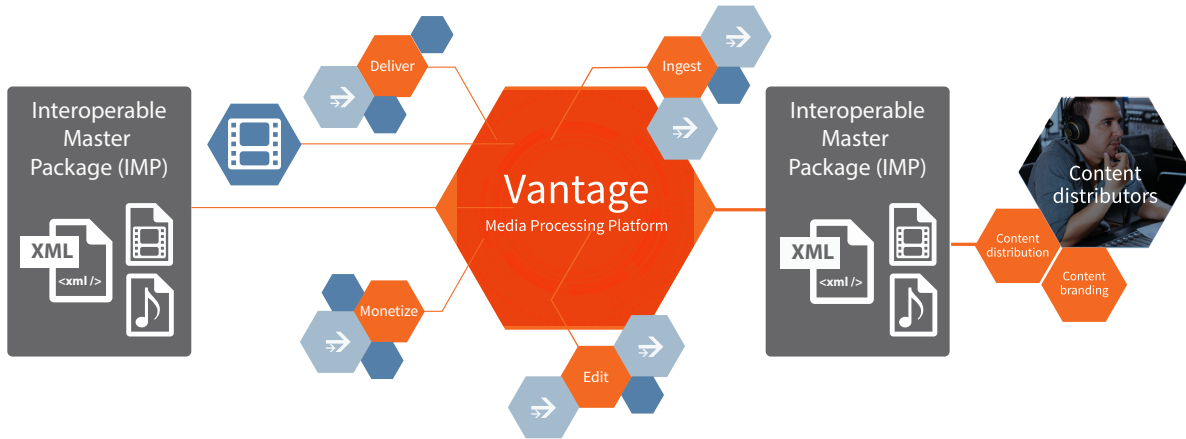 Interoperable
Master
Package (IMP)
XML
<xml />
Deliver
Monetize
Vantage
Media Processing Platform
Ingest
Edit
Interoperable
Master
Package (IMP)
XML
<xml />
Content
distributors
Content
distribution
Content
branding